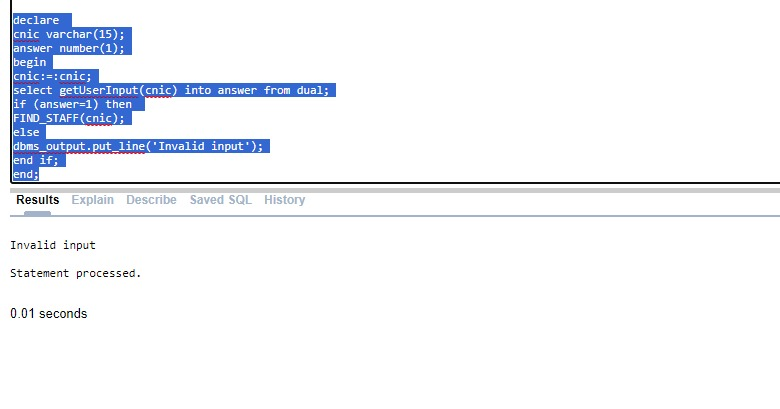 declare
cnic varchar(15);
answer number(1);
begin
cnic:=:cnic;
select getUserInput(cnic) into answer from dual;
if (answer=1) then
FIND_STAFF(cnic);
else
dbms_output.put_line('Invalid input');
end if;
end;
Results Explain Describe Saved SQL History
Invalid input
Statement processed.
0.01 seconds